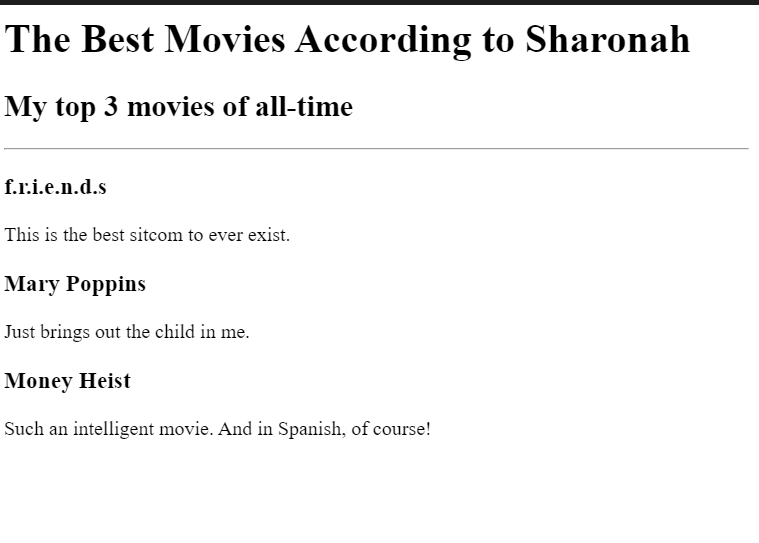 The Best Movies According to Sharonah
My top 3 movies of all-time
f.r.i.e.n.d.s
This is the best sitcom to ever exist.
Mary Poppins
Just brings out the child in me.
Money Heist
Such an intelligent movie. And in Spanish, of course!